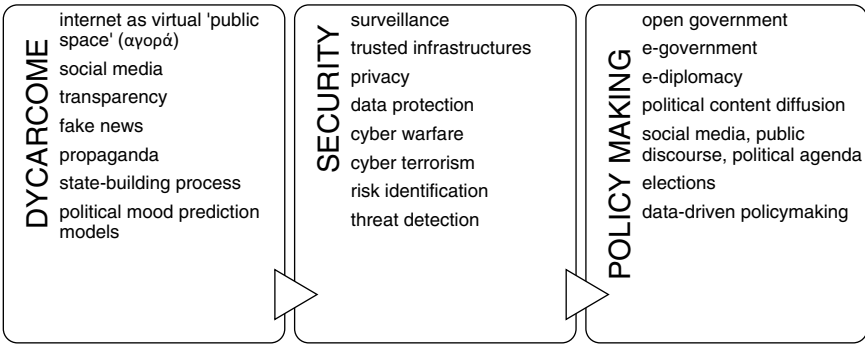 DYCARCOME
internet as virtual 'public
space' (αγορά)
social media
transparency
fake news
propaganda
state-building process
political mood prediction
models
SECURITY
surveillance
trusted infrastructures
privacy
data protection
cyber warfare
cyber terrorism
risk identification
threat detection
POLICY MAKING
open government
e-government
e-diplomacy
political content diffusion
social media, public
discourse, political agenda
elections
data-driven policymaking